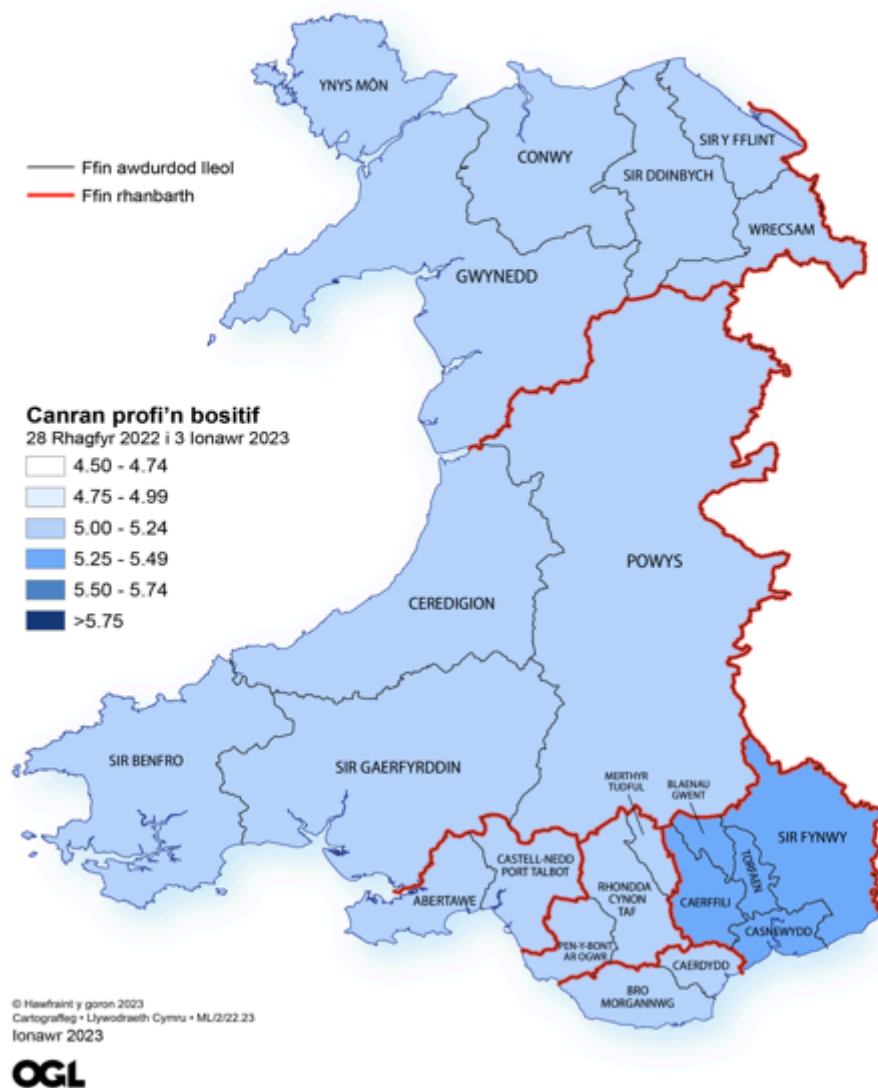 YNYS MÔN
Ffin awdurdod lleol
Ffin rhanbarth
CONWY
SIR Y FFLINT
SIR DDINBYCH
WRECSAM
GWYNEDD
Canran profi'n bositif
28 Rhagfyr 2022 i 3 Ionawr 2023
4.50 - 4.74
4.75 - 4.99
5.00 - 5.24
5.25 - 5.49
5.50 - 5.74
>5.75
POWYS
CEREDIGION
SIR BENFRO
SIR GAERFYRDDIN
MERTHYR
TUDFUL
BLAENAU
GWENT
SIR FYNWY
CASTELL-NEDD
PORT TALBOT
ABERTAWE
RHONDDA
CYNON
TAF
CAERFFILI
TORFAEN
CASNEWYDD
PEN-Y-BONT
AR OGWR
CAERDYDD
BRO
MORGANNWG
© Hawlfraint y goron 2023
Cartograffeg • Llywodraeth Cymru • ML/2/22.23
Ionawr 2023
OGL